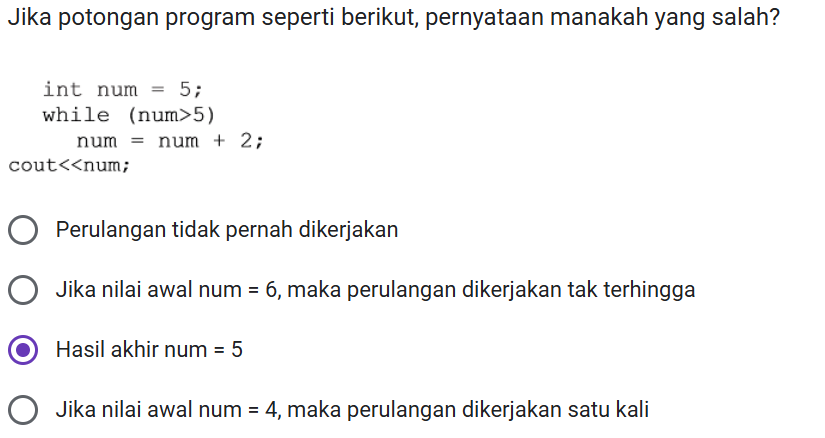 Jika potongan program seperti berikut, pernyataan manakah yang salah?
int num = 5;
while (num>5)
num = num + 2;
cout<<num;
Perulangan tidak pernah dikerjakan
Jika nilai awal num = 6, maka perulangan dikerjakan tak terhingga
Hasil akhir num = 5
Jika nilai awal num = 4, maka perulangan dikerjakan satu kali